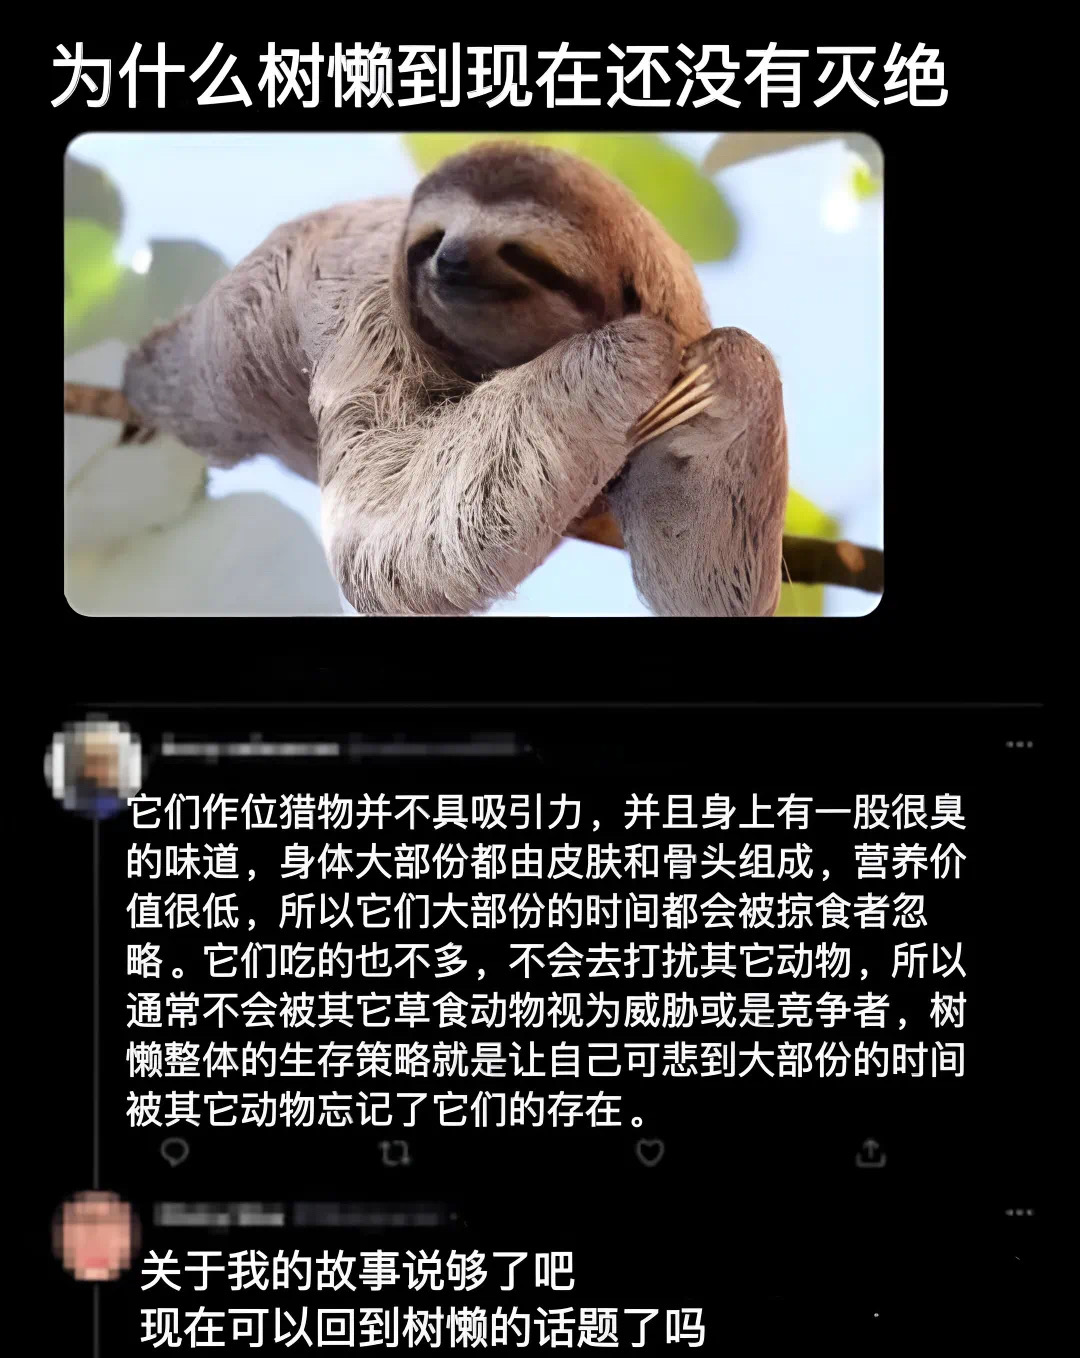 为什么树懒到现在还没有灭绝
它们作位猎物并不具吸引力，并且身上有一股很臭
的味道，身体大部份都由皮肤和骨头组成，营养价
值很低，所以它们大部份的时间都会被掠食者忽
略。它们吃的也不多，不会去打扰其它动物，所以
通常不会被其它草食动物视为威胁或是竞争者，树
懒整体的生存策略就是让自己可悲到大部份的时间
被其它动物忘记了它们的存在。
关于我的故事说够了吧
现在可以回到树懒的话题了吗